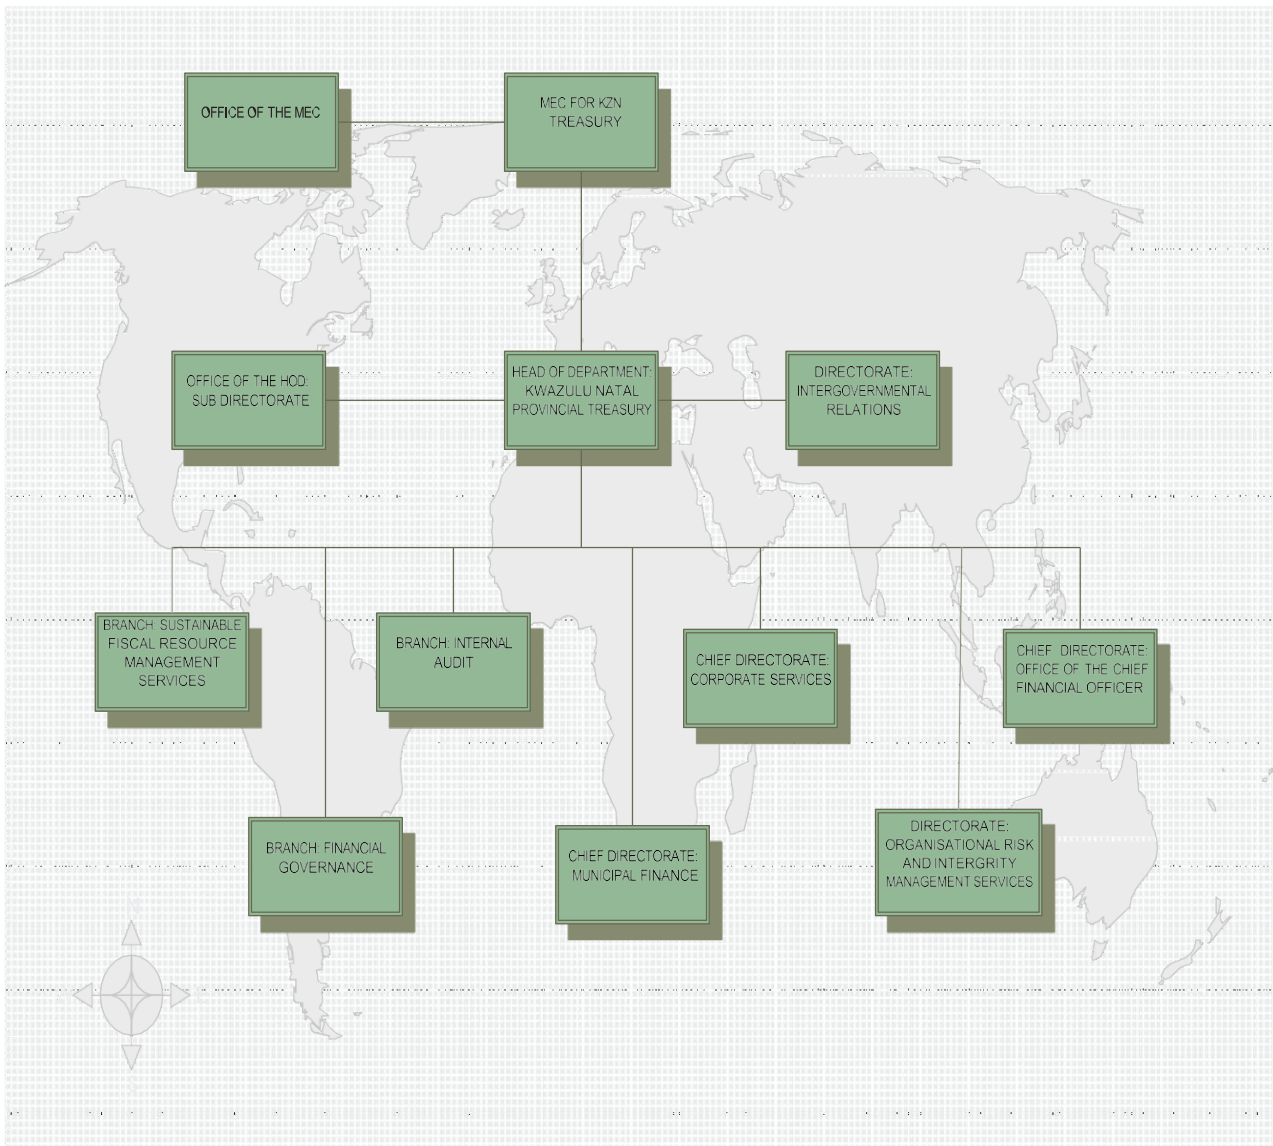 OFFICE OF THE MEC
MEC FOR KZN
TREASURY
OFFICE OF THE HOD:
SUB DIRECTORATE
HEAD OF DEPARTMENT:
KWAZULU NATAL
PROVINCIAL TREASURY
DIRECTORATE:
INTERGOVERNMENTAL
RELATIONS
BRANCH: SUSTAINABLE
FISCAL RESOURCE
MANAGEMENT
SERVICES
BRANCH: INTERNAL
AUDIT
CHIEF DIRECTORATE:
CORPORATE SERVICES
CHIEF DIRECTORATE:
OFFICE OF THE CHIEF
FINANCIAL OFFICER
BRANCH: FINANCIAL
GOVERNANCE
CHIEF DIRECTORATE:
MUNICIPAL FINANCE
DIRECTORATE:
ORGANISATIONAL RISK
AND INTERGRITY
MANAGEMENT SERVICES